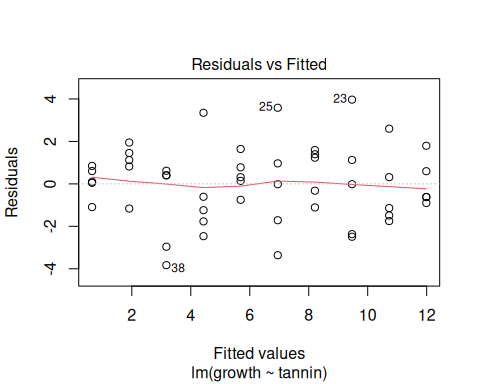 Residuals vs Fitted
Residuals
4
2
0
-2
-4
25
23
38
2 4 6 8 10 12
Fitted values
lm(growth ~ tannin)